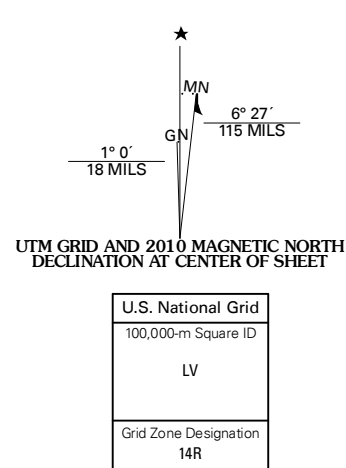 ★
MN
6° 27´
115 MILS
GN
1° 0´
18 MILS
UTM GRID AND 2010 MAGNETIC NORTH
DECLINATION AT CENTER OF SHEET
U.S. National Grid
100,000-m Square ID
LV
Grid Zone Designation
14R